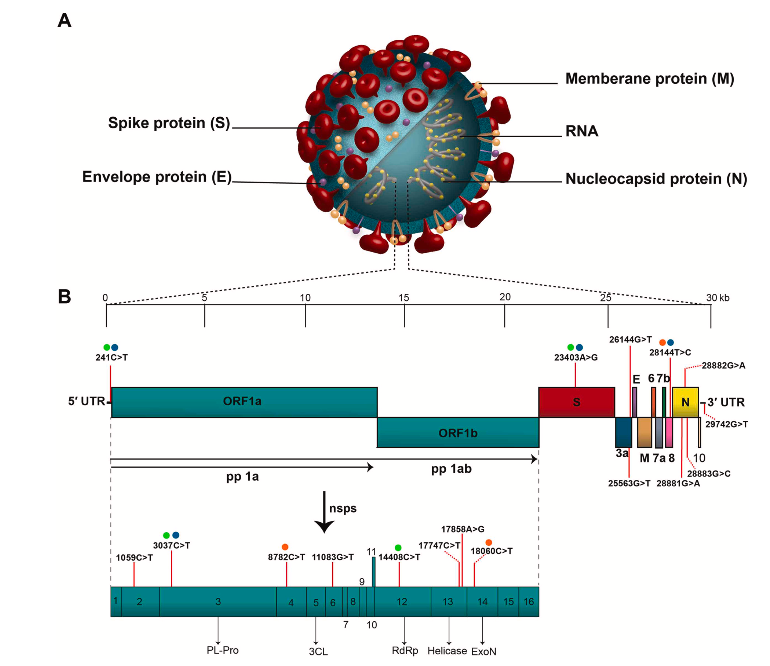 A
Memberane protein (M)
Spike protein (S)
RNA
Envelope protein (E)
Nucleocapsid protein (N)
B
0 5 10 15 20 25 30 kb
241C>T
23403A>G
26144G>T
28144T>C
28882G>A
E 6 7b
5′ UTR ORF1a S N 3′ UTR
29742G>T
ORF1b
3a M 7a 8 10
pp 1a pp 1ab
28883G>C
25563G>T 28881G>A
nsps
17858A>G
3037C>T 17747C>T
1059C>T 8782C>T 11083G>T 11 14408C>T 18060C>T
9
1 2 3 4 5 6 8 12 13 14 15 16
7 10
PL-Pro 3CL RdRp Helicase ExoN